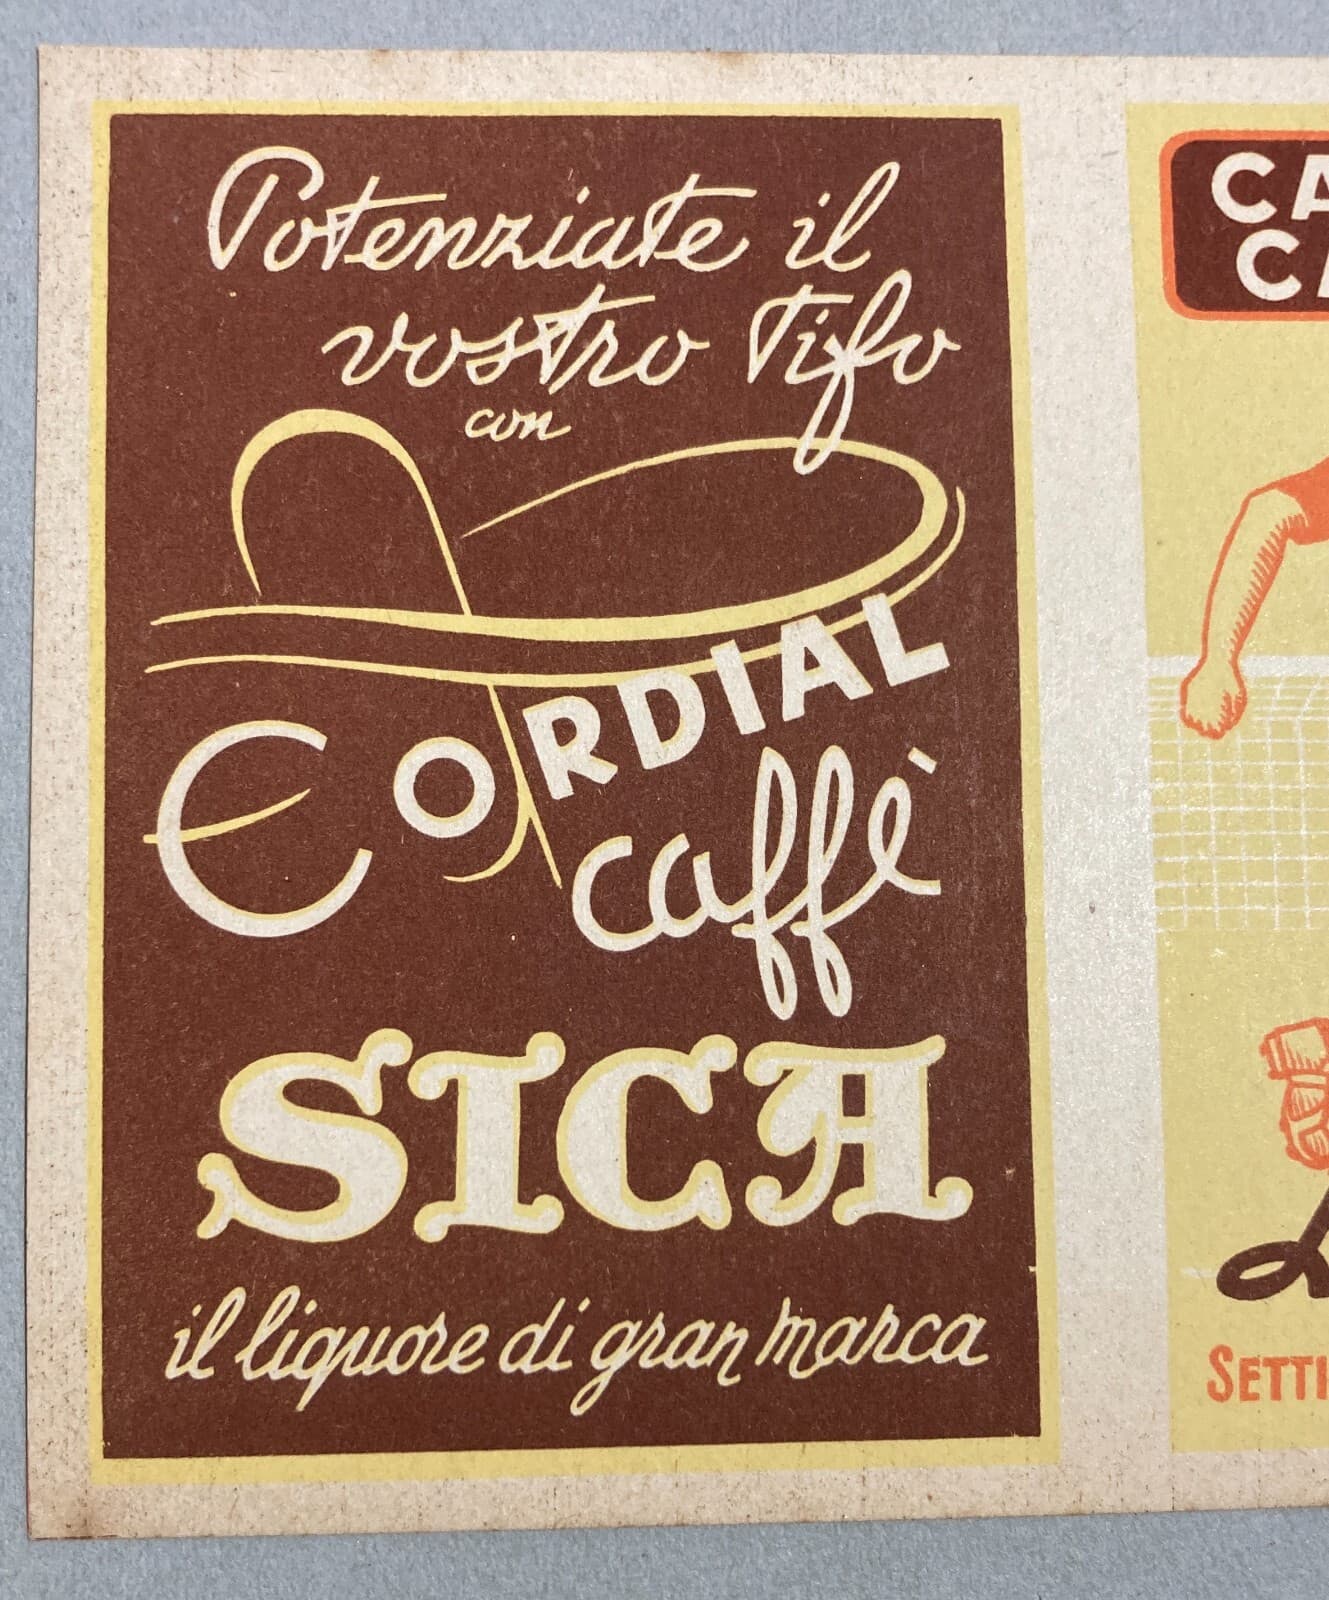 Potenziate il
vostro Tifo
con
CORDIAL
caffè
SICA
il liquore di gran marca